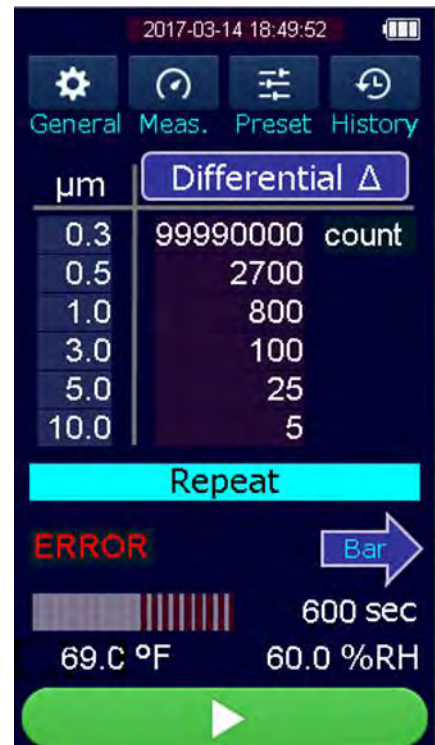 2017-03-14 18:49:52
General Meas. Preset History
µm Differential Δ
0.3 99990000 count
0.5 2700
1.0 800
3.0 100
5.0 25
10.0 5
Repeat
ERROR Bar
600 sec
69.0 ºF 60.0 %RH